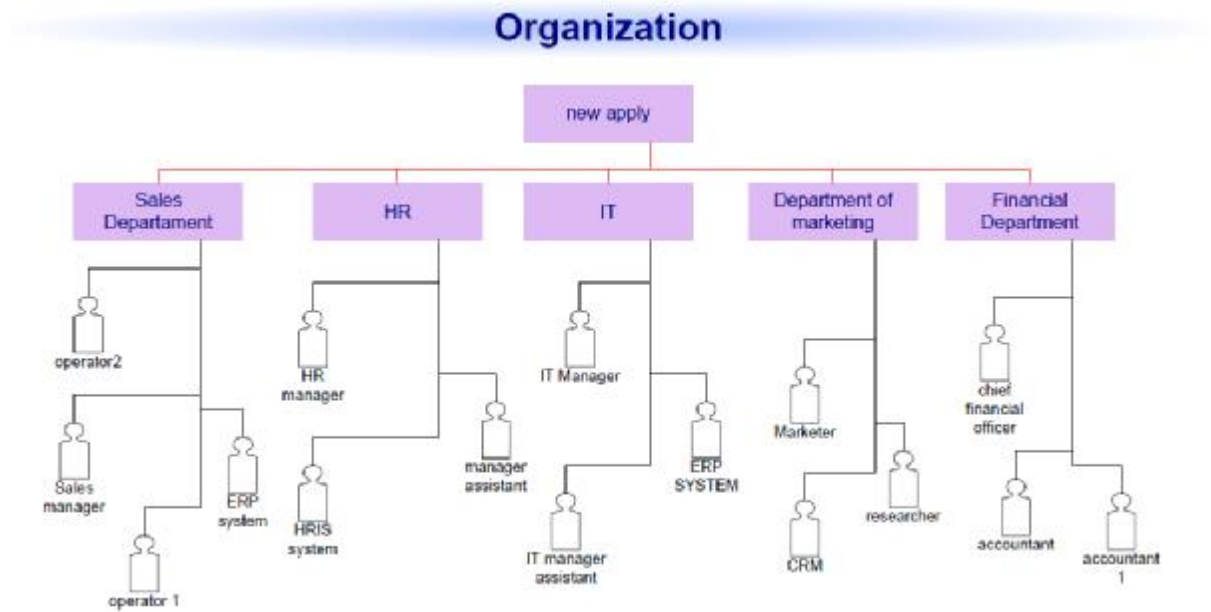 Organization
new apply
Sales
Departament
HR
IT
Department of
marketing
Financial
Department
operator2
HR
manager
IT Manager
Marketer
chief
financial
officer
Sales
manager
ERP
system
manager
assistant
ERP
SYSTEM
researcher
HRIS
system
IT manager
assistant
CRM
accountant
accountant
1
operator 1